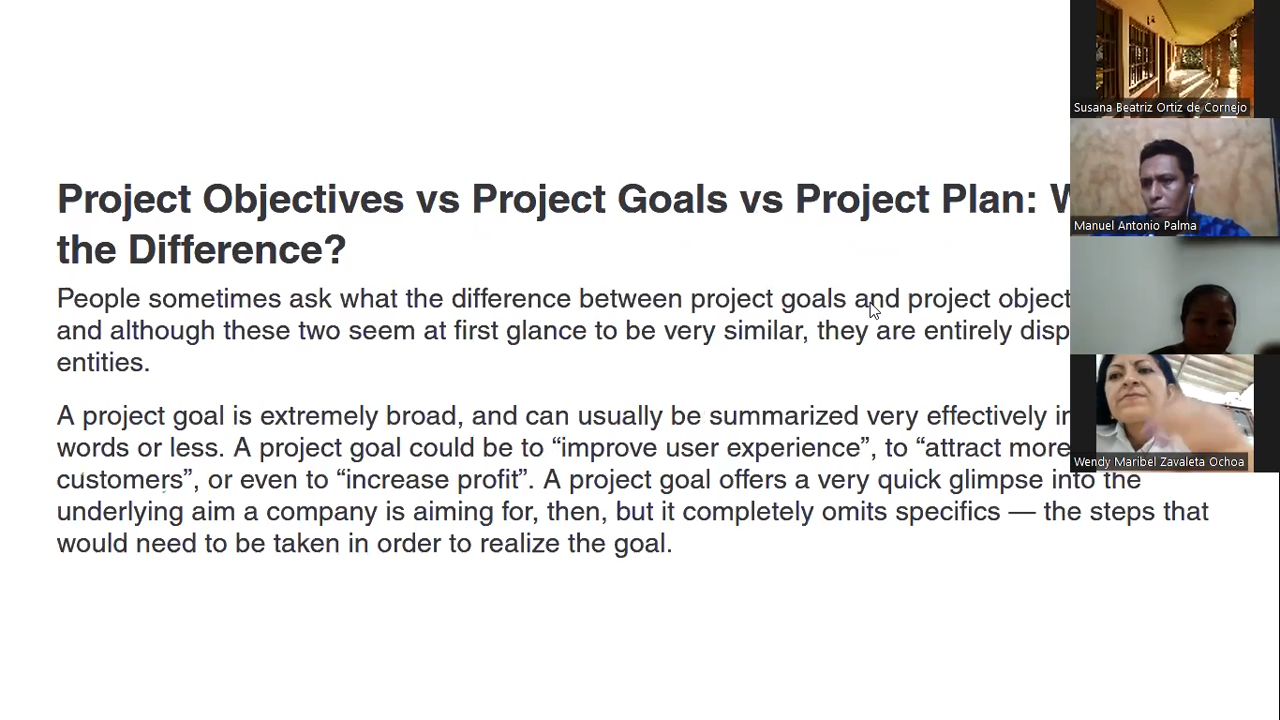 Project Objectives vs Project Goals vs Project Plan:
the Difference?
People sometimes ask what the difference between project goals and project
and although these two seem at first glance to be very similar, they are entirely
entities.
A project goal is extremely broad, and can usually be summarized very effectively
words or less. A project goal could be to “improve user experience”, to “attract more
customers”, or even to “increase profit”. A project goal offers a very quick glimpse into the
underlying aim a company is aiming for, then, but it completely omits specifics — the steps that
would need to be taken in order to realize the goal.
Susana Beatriz Ortiz de Cornejo
Manuel Antonio Palma
Wendy Maribel Zavaleta Ochoa